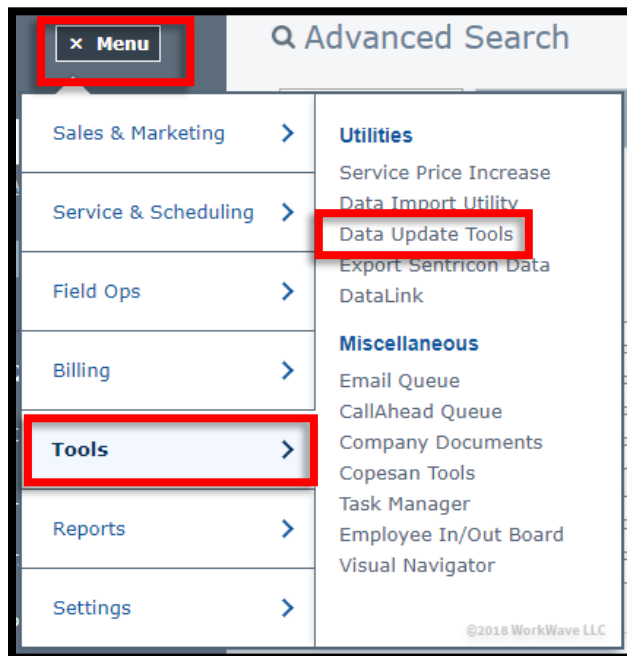 × Menu
Advanced Search
Sales & Marketing
Service & Scheduling
Field Ops
Billing
Tools
Reports
Settings
Utilities
Service Price Increase
Data Import Utility
Data Update Tools
Export Sentricon Data
DataLink
Miscellaneous
Email Queue
CallAhead Queue
Company Documents
Copesan Tools
Task Manager
Employee In/Out Board
Visual Navigator
©2018 WorkWave LLC